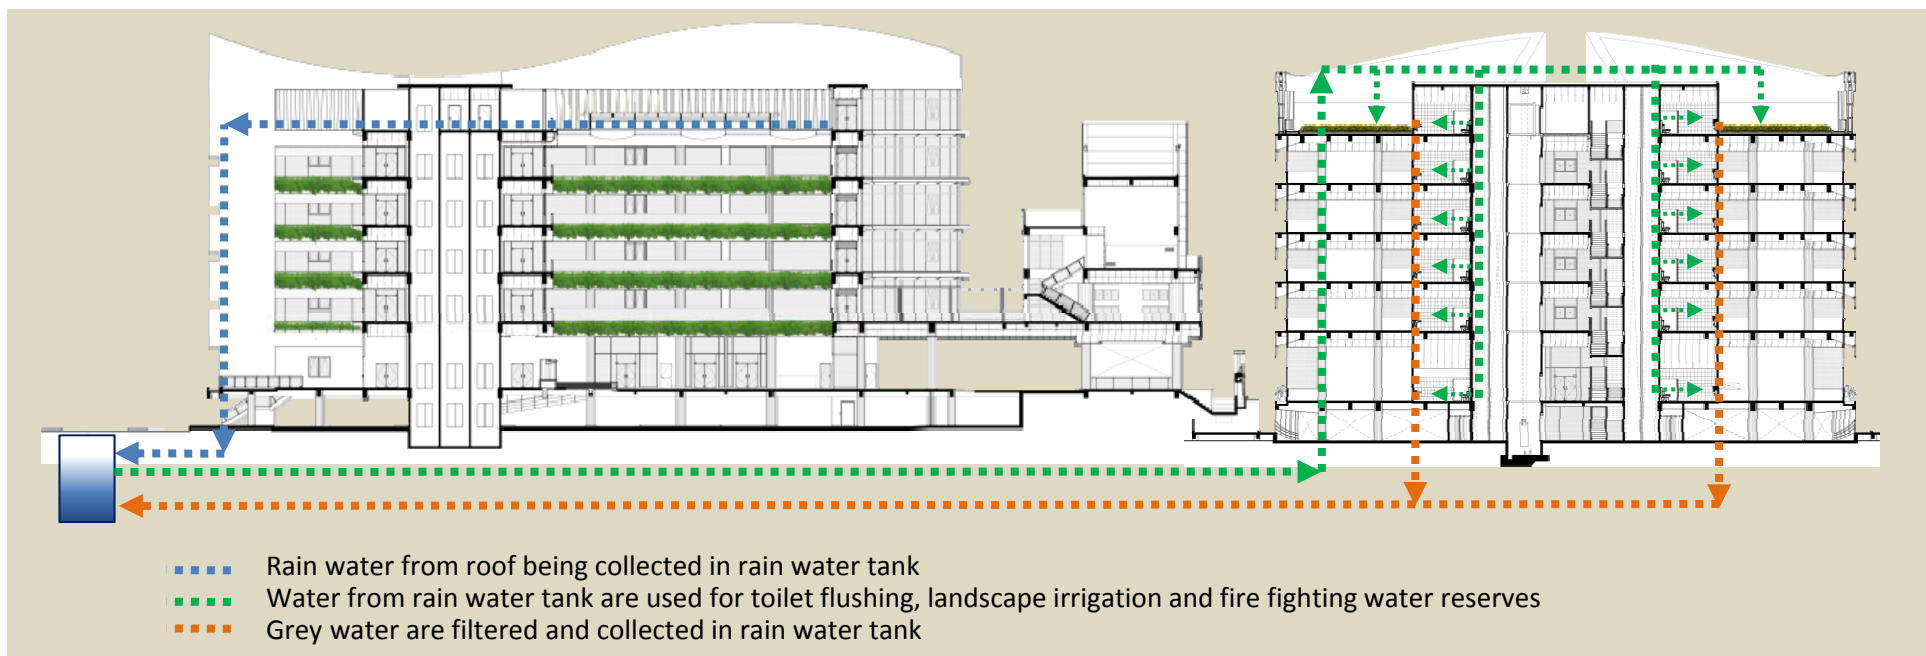 Rain water from roof being collected in rain water tank
Water from rain water tank are used for toilet flushing, landscape irrigation and fire fighting water reserves
Grey water are filtered and collected in rain water tank